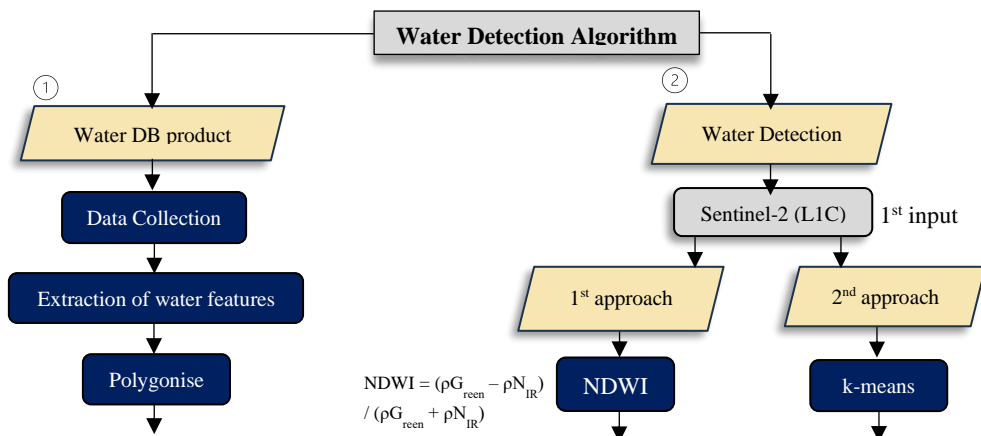 Water Detection Algorithm
1
2
Water DB product
Water Detection
Data Collection
Sentinel-2 (L1C)
1st input
Extraction of water features
1st approach
2nd approach
Polygonise
NDWI = (ρGreen – ρNIR)
/ (ρGreen + ρNIR)
NDWI
k-means